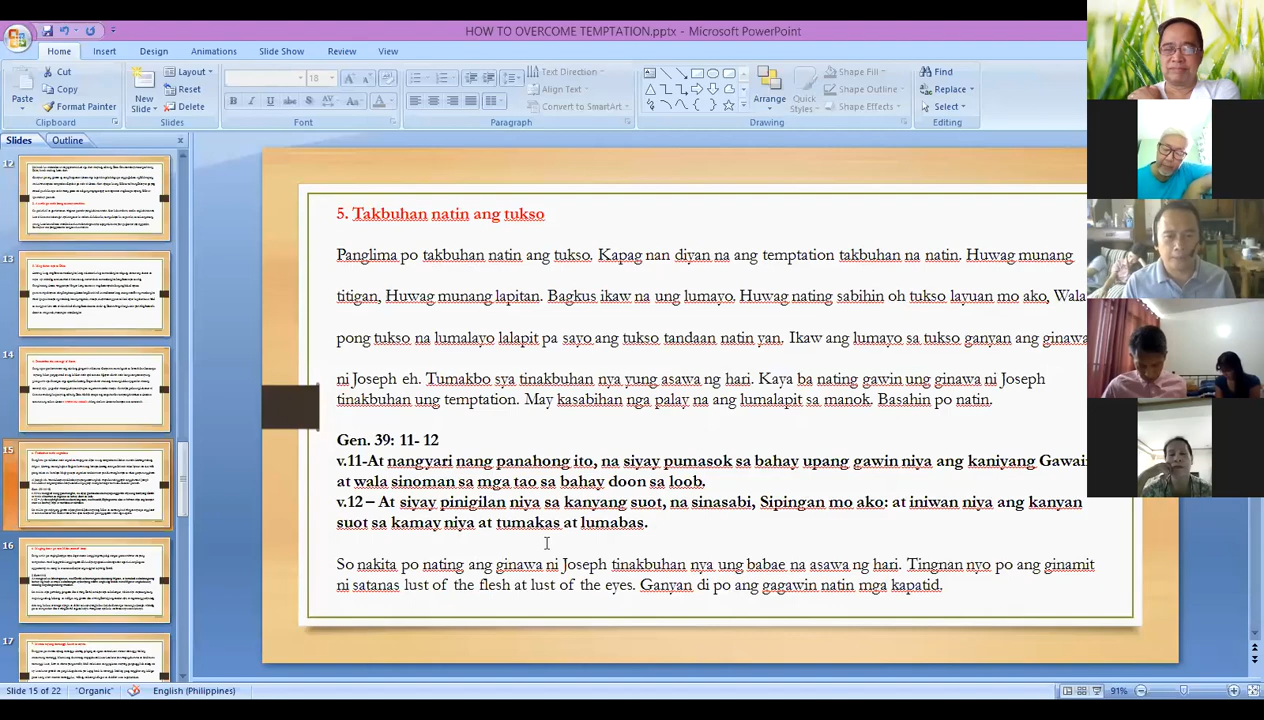 HOW TO OVERCOME TEMPTATION.pptx - Microsoft PowerPoint
Home Insert Design Animations Slide Show Review View
Cut
Copy
Format Painter
Paste
Clipboard
New
Slide
Layout
Reset
Delete
Slides
18
Font
Text Direction
Align Text
Convert to SmartArt
Paragraph
Arrange
Quick
Styles
Shape Fill
Shape Outline
Shape Effects
Drawing
Find
Replace
Select
Editing
Slides Outline
12
13
14
15
16
17
5. Takbuhan natin ang tukso
Panglima po takbuhan natin ang tukso. Kapag nan diyan na ang temptation takbuhan na natin. Huwag munang
titigan, Huwag munang lapitan. Bagkus ikaw na ung lumayo. Huwag nating sabihin oh tukso layuan mo ako, Wala
pong tukso na lumalayo lalapit pa sayo ang tukso tandaan natin yan. Ikaw ang lumayo sa tukso ganyan ang ginawa
ni Joseph eh. Tumakbo sya tinakbuhan nya yung asawa ng hari. Kaya ba nating gawin ung ginawa ni Joseph
tinakbuhan ung temptation. May kasabihan nga palay na ang lumalapit sa manok. Basahin po natin.
Gen. 39: 11- 12
v.11-At nangyari nang panahong ito, na siyay pumasok sa bahay upang gawin niya ang kaniyang Gawain
at wala sinoman sa mga tao sa bahay doon sa loob.
v.12 – At siyay pinigan niya sa kanyang suot, na sinasabi, Sipingan mo ako: at iniwan niya ang kanyan
suot sa kamay niya at tumakas at lumabas.
So nakita po nating ang ginawa ni Joseph tinakbuhan nya ung babae na asawa ng hari. Tingnan nyo po ang ginamit
ni satanas lust of the flesh at lust of the eyes. Ganyan di po ang gagawin natin mga kapatid.
Slide 15 of 22 "Organic" English (Philippines) 91%